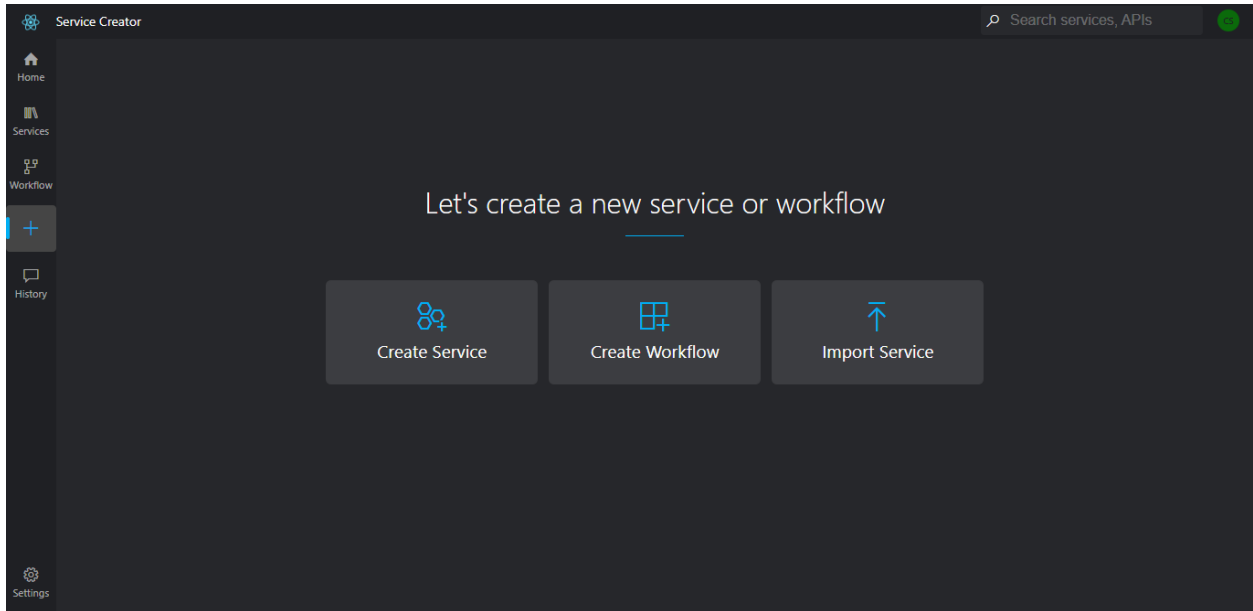 Service Creator
Search services, APIs
CS
Home
Services
Workflow
History
Settings
Let's create a new service or workflow
Create Service
Create Workflow
Import Service